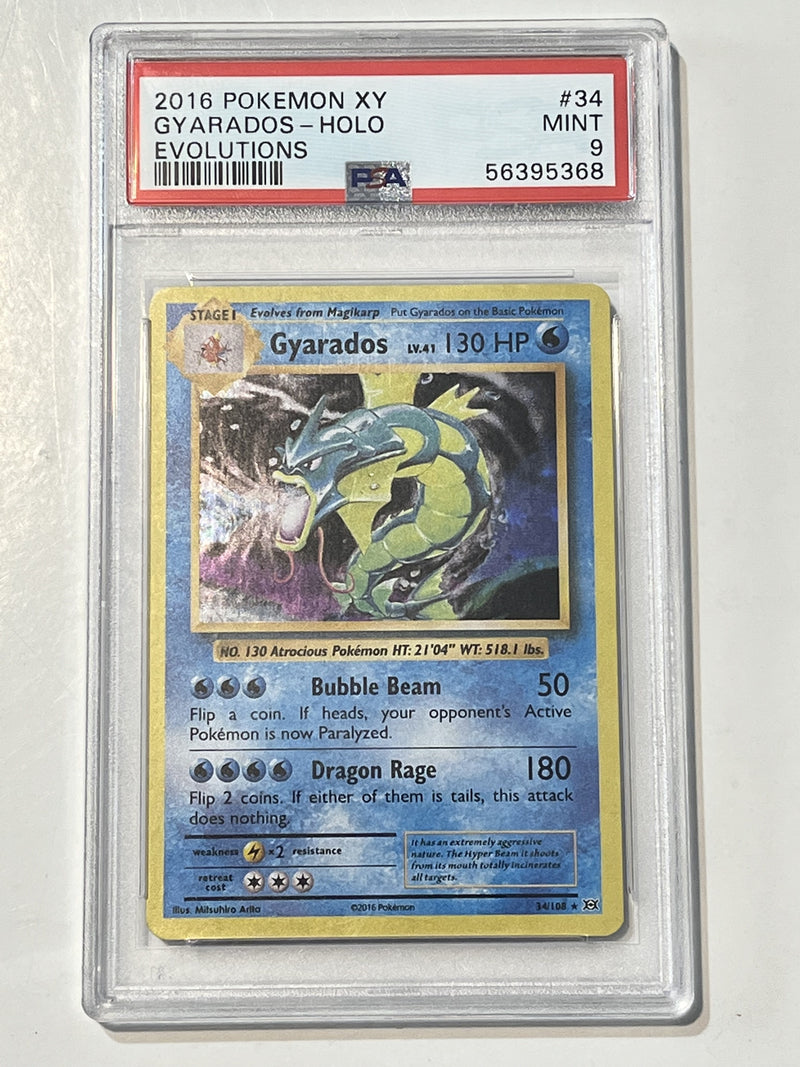 2016 POKEMON XY #34
GYARADOS - HOLO MINT
EVOLUTIONS 9
PSA 56395368
STAGE 1 Evolves from Magikarp Put Gyarados on the Basic Pokémon
Gyarados LV.41 130 HP
NO. 130 Atrocious Pokémon HT: 21'04" WT: 518.1 lbs.
Bubble Beam 50
Flip a coin. If heads, your opponent's Active
Pokémon is now Paralyzed.
Dragon Rage 180
Flip 2 coins. If either of them is tails, this attack
does nothing.
weakness ×2 resistance
retreat
cost
It has an extremely aggressive
nature. The Hyper Beam it shoots
from its mouth totally incinerates
all targets.
Illus. Mitsuhiro Arita ©2016 Pokémon 34/108 ★